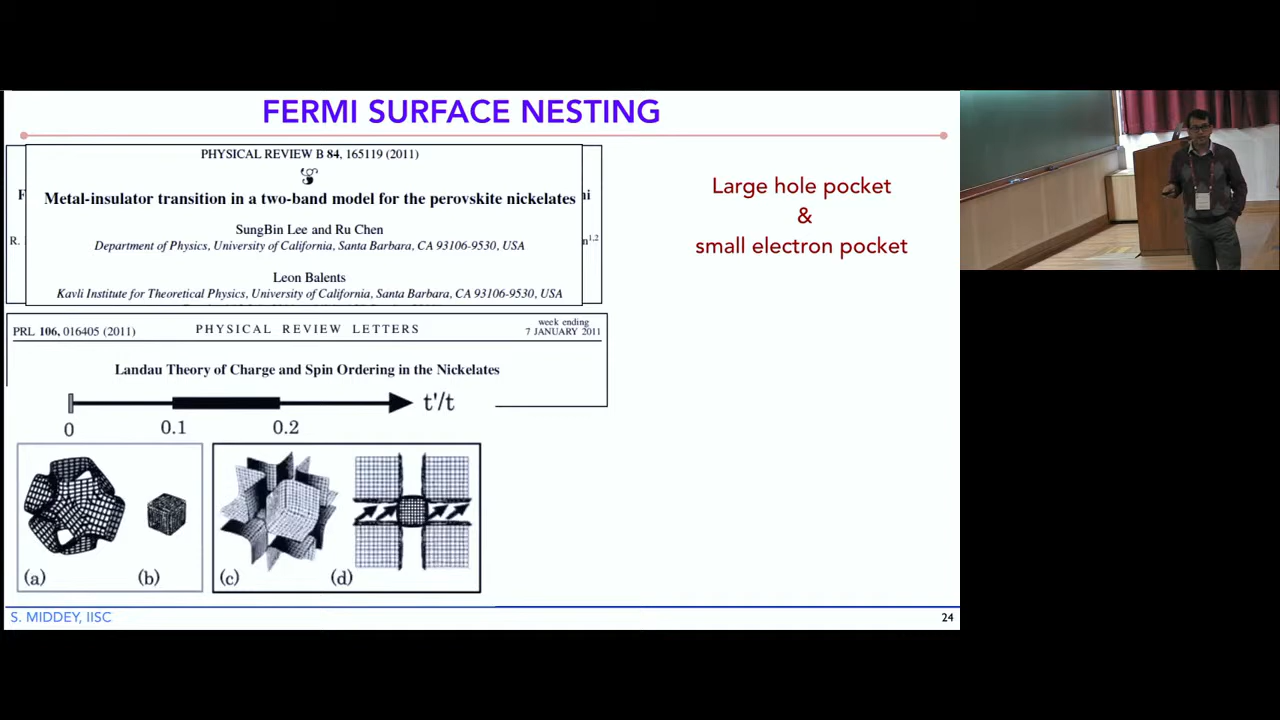 FERMI SURFACE NESTING
PHYSICAL REVIEW B 84, 165119 (2011)
Metal-insulator transition in a two-band model for the perovskite nickelates
SungBin Lee and Ru Chen
Department of Physics, University of California, Santa Barbara, CA 93106-9530, USA
Leon Balents
Kavli Institute for Theoretical Physics, University of California, Santa Barbara, CA 93106-9530, USA
F
R.
ni
n1,2
Large hole pocket
&
small electron pocket
PRL 106, 016405 (2011) PHYSICAL REVIEW LETTERS week ending 7 JANUARY 2011
Landau Theory of Charge and Spin Ordering in the Nickelates
t'/t
0 0.1 0.2
(a) (b) (c) (d)
S. MIDDEY, IISC
24